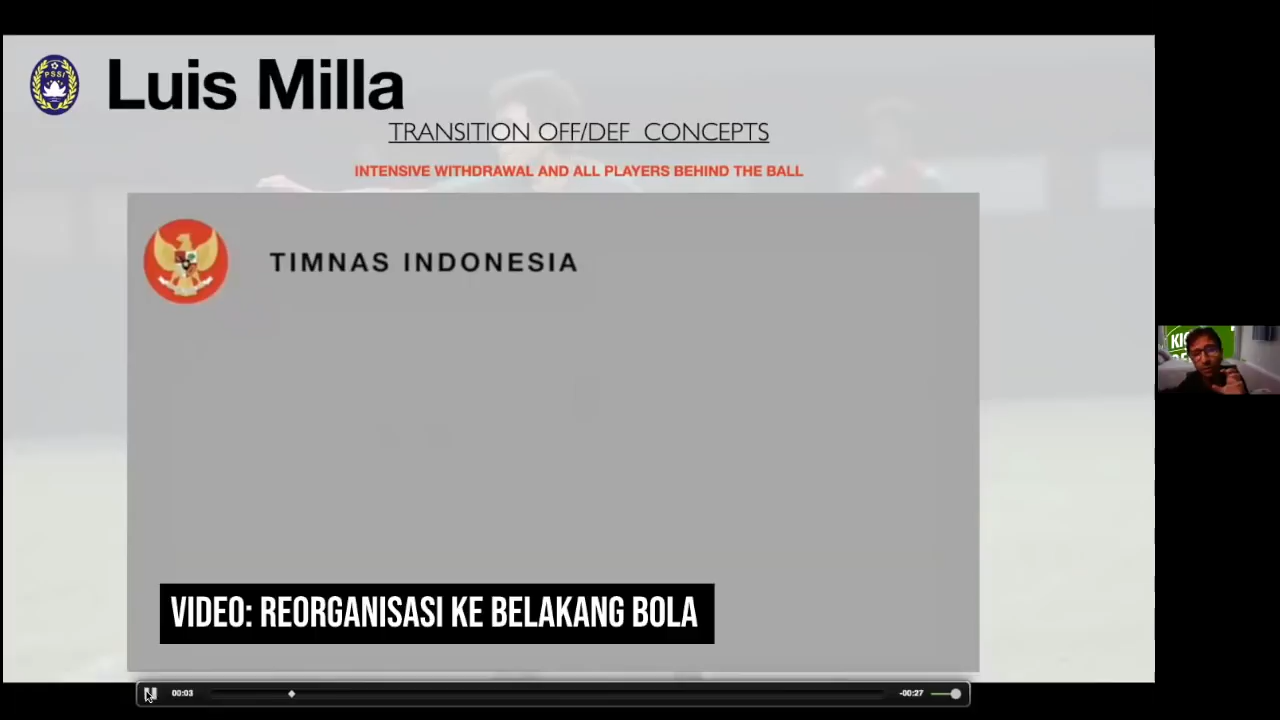 PSSI
Luis Milla
TRANSITION OFF/DEF CONCEPTS
INTENSIVE WITHDRAWAL AND ALL PLAYERS BEHIND THE BALL
TIMNAS INDONESIA
VIDEO: REORGANISASI KE BELAKANG BOLA
00:03
-00:27